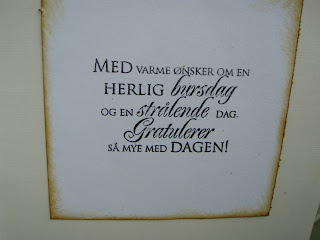 MED VARME ØNSKER OM EN
HERLIG bursdag
OG EN strålende DAG.
Gratulerer
SÅ MYE MED DAGEN!